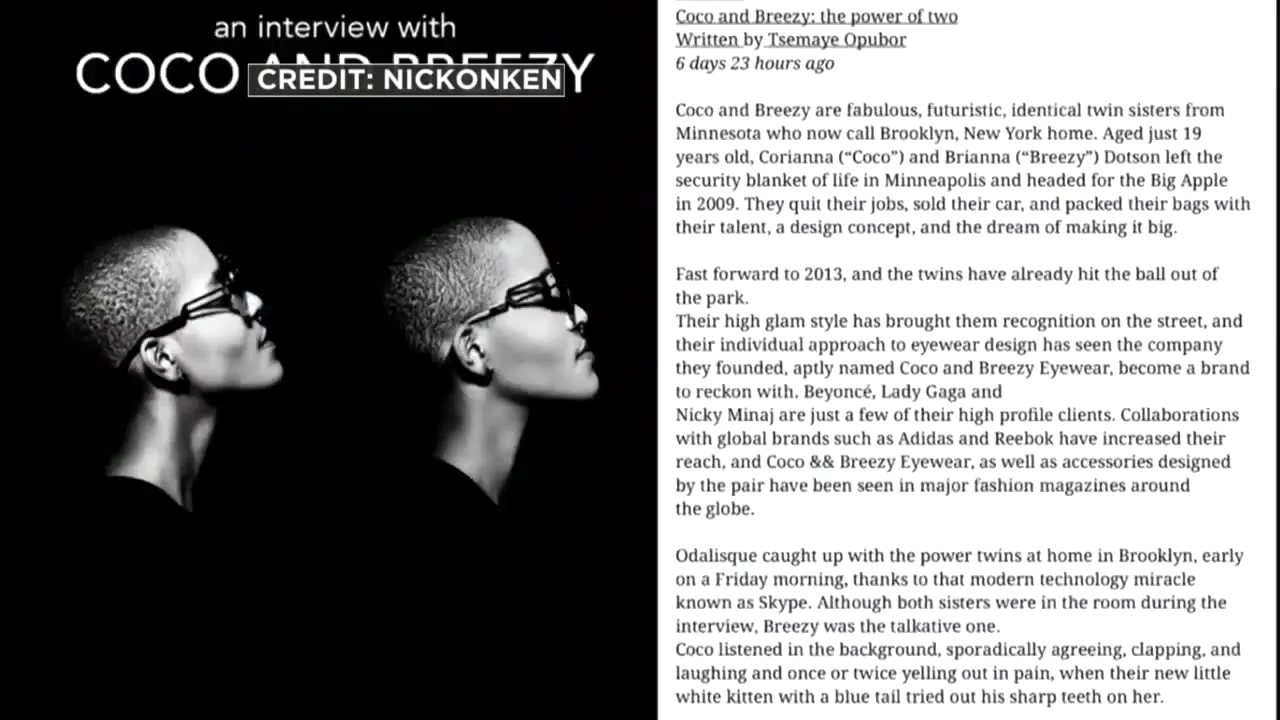 an interview with
COCO AND BREEZY
CREDIT: NICKONKEN
Coco and Breezy: the power of two
Written by Tsemaye Opubor
6 days 23 hours ago
Coco and Breezy are fabulous, futuristic, identical twin sisters from
Minnesota who now call Brooklyn, New York home. Aged just 19
years old, Corianna (“Coco”) and Brianna (“Breezy”) Dotson left the
security blanket of life in Minneapolis and headed for the Big Apple
in 2009. They quit their jobs, sold their car, and packed their bags with
their talent, a design concept, and the dream of making it big.
Fast forward to 2013, and the twins have already hit the ball out of
the park.
Their high glam style has brought them recognition on the street, and
their individual approach to eyewear design has seen the company
they founded, aptly named Coco and Breezy Eyewear, become a brand
to reckon with. Beyoncé, Lady Gaga and
Nicky Minaj are just a few of their high profile clients. Collaborations
with global brands such as Adidas and Reebok have increased their
reach, and Coco && Breezy Eyewear, as well as accessories designed
by the pair have been seen in major fashion magazines around
the globe.
Odalisque caught up with the power twins at home in Brooklyn, early
on a Friday morning, thanks to that modern technology miracle
known as Skype. Although both sisters were in the room during the
interview, Breezy was the talkative one.
Coco listened in the background, sporadically agreeing, clapping, and
laughing and once or twice yelling out in pain, when their new little
white kitten with a blue tail tried out his sharp teeth on her.